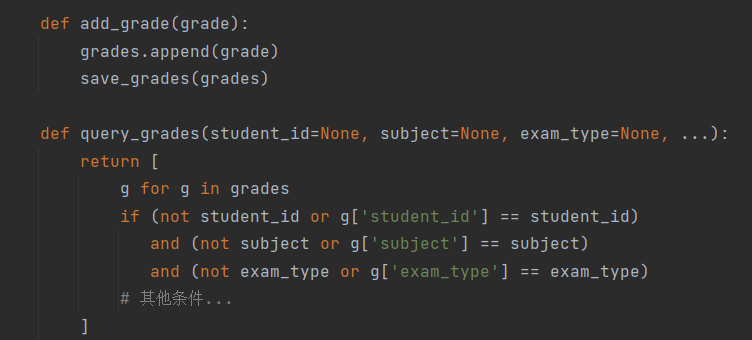 def add_grade(grade):
    grades.append(grade)
    save_grades(grades)

def query_grades(student_id=None, subject=None, exam_type=None, ...):
    return [
        g for g in grades
        if (not student_id or g['student_id'] == student_id)
           and (not subject or g['subject'] == subject)
           and (not exam_type or g['exam_type'] == exam_type)
        # 其他条件...
    ]